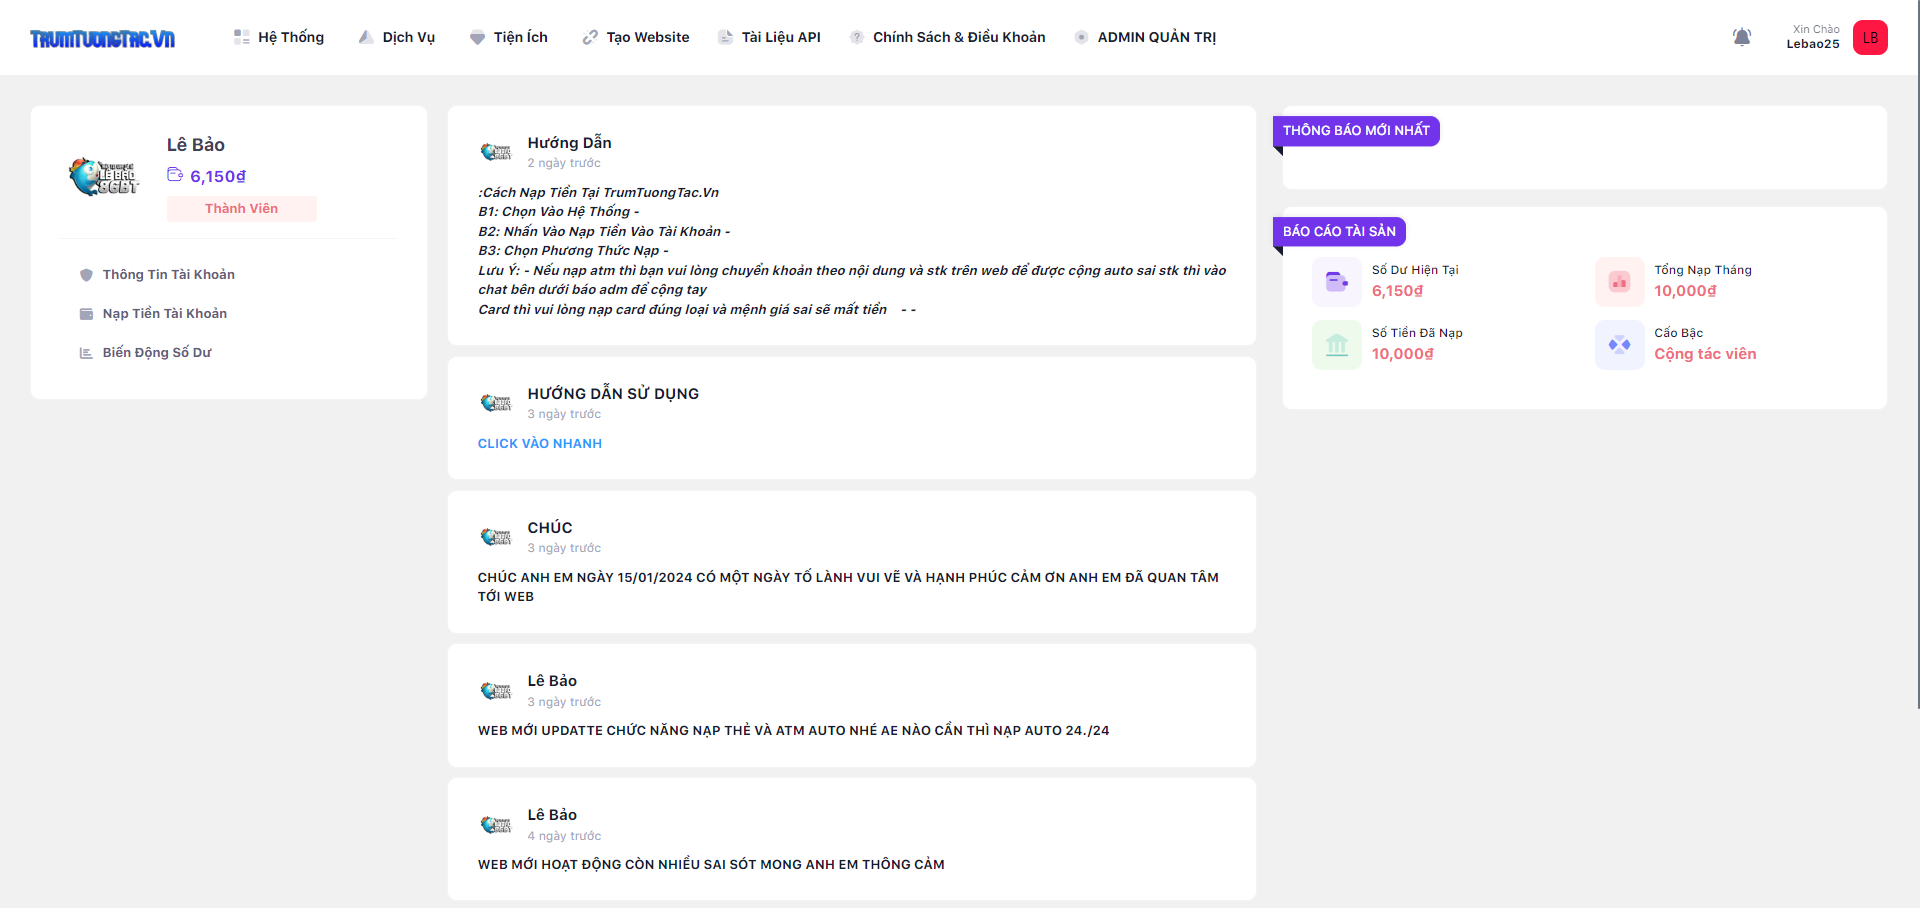 TRUMTUONGTAC.VN
Hệ Thống
Dịch Vụ
Tiện Ích
Tạo Website
Tài Liệu API
Chính Sách & Điều Khoản
ADMIN QUẢN TRỊ
Xin Chào
Lebao25
LB
Lê Bảo
6,150₫
Thành Viên
Thông Tin Tài Khoản
Nạp Tiền Tài Khoản
Biến Động Số Dư
Hướng Dẫn
2 ngày trước
:Cách Nạp Tiền Tại TrumTuongTac.Vn
B1: Chọn Vào Hệ Thống -
B2: Nhấn Vào Nạp Tiền Vào Tài Khoản -
B3: Chọn Phương Thức Nạp -
Lưu Ý: - Nếu nạp atm thì bạn vui lòng chuyển khoản theo nội dung và stk trên web để được cộng auto sai stk thì vào
chat bên dưới báo adm để cộng tay
Card thì vui lòng nạp card đúng loại và mệnh giá sai sẽ mất tiền - -
HƯỚNG DẪN SỬ DỤNG
3 ngày trước
CLICK VÀO NHANH
CHÚC
3 ngày trước
CHÚC ANH EM NGÀY 15/01/2024 CÓ MỘT NGÀY TỐ LÀNH VUI VẼ VÀ HẠNH PHÚC CẢM ƠN ANH EM ĐÃ QUAN TÂM
TỚI WEB
Lê Bảo
3 ngày trước
WEB MỚI UPDATTE CHỨC NĂNG NẠP THẺ VÀ ATM AUTO NHÉ AE NÀO CẦN THÌ NẠP AUTO 24./24
Lê Bảo
4 ngày trước
WEB MỚI HOẠT ĐỘNG CÒN NHIỀU SAI SÓT MONG ANH EM THÔNG CẢM
THÔNG BÁO MỚI NHẤT
BÁO CÁO TÀI SẢN
Số Dư Hiện Tại
6,150₫
Tổng Nạp Tháng
10,000₫
Số Tiền Đã Nạp
10,000₫
Cấo Bậc
Cộng tác viên